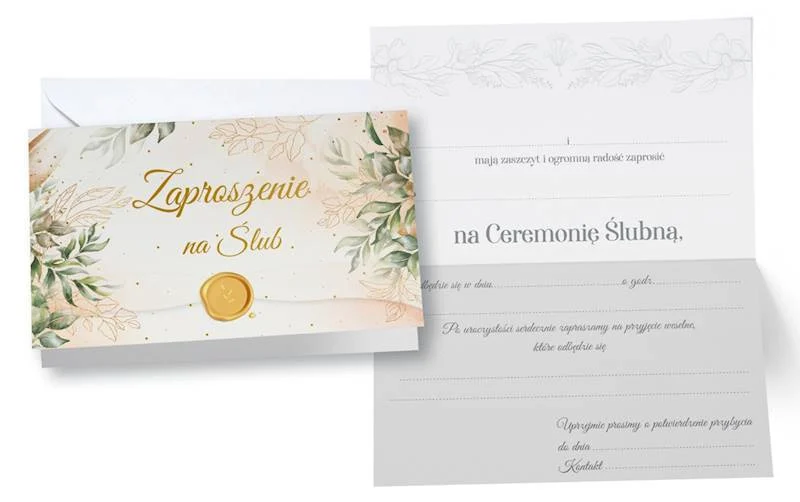 Zaproszenie
na Ślub
i
mają zaszczyt i ogromną radość zaprosić
na Ceremonię Ślubną,
o godz.
Po uroczystości serdecznie zapraszamy na przyjęcie weselne,
które odbędzie się
Uprzejmie prosimy o potwierdzenie przybycia
do dnia
Kontakt